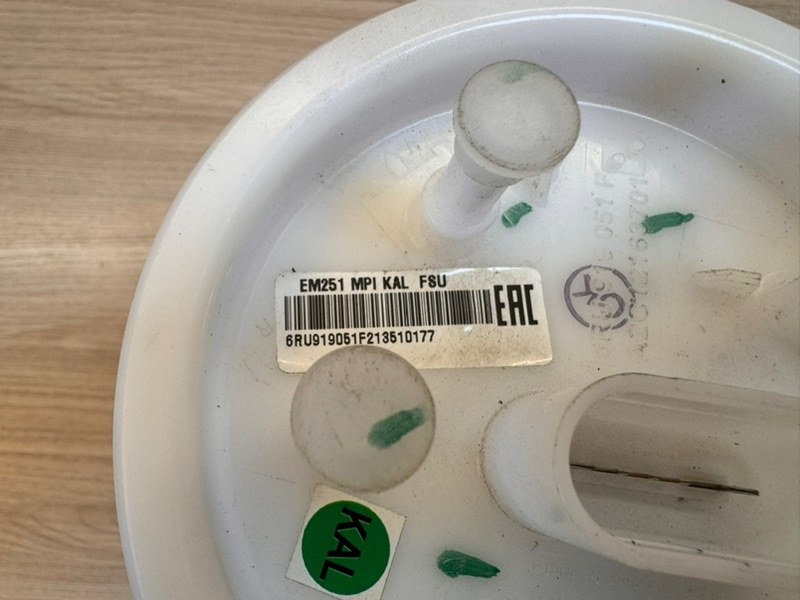 EM251 MPI KAL FSU
EAC
6RU919051F213510177
KAL